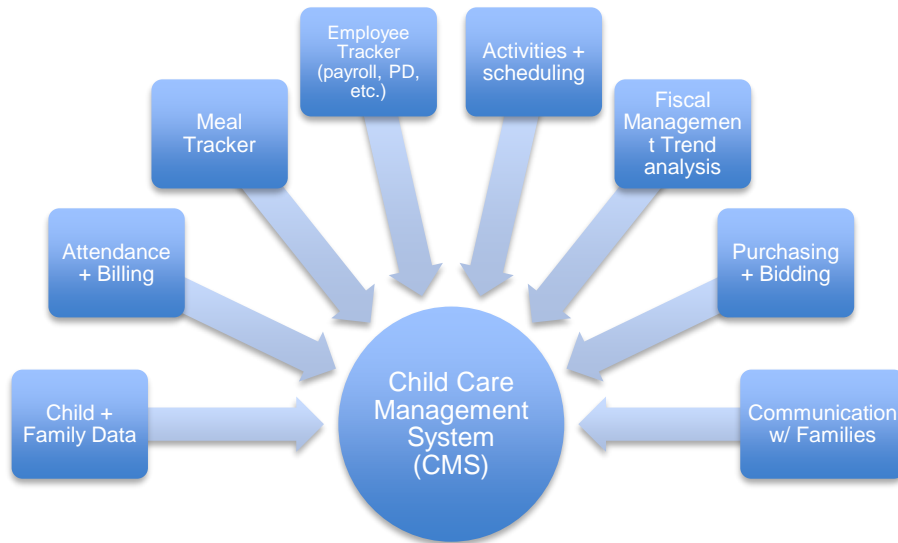 Employee
Tracker
(payroll, PD,
etc.)
Activities +
scheduling
Meal
Tracker
Fiscal
Managemen
t Trend
analysis
Attendance
+ Billing
Purchasing
+ Bidding
Child +
Family Data
Child Care
Management
System
(CMS)
Communication
w/ Families